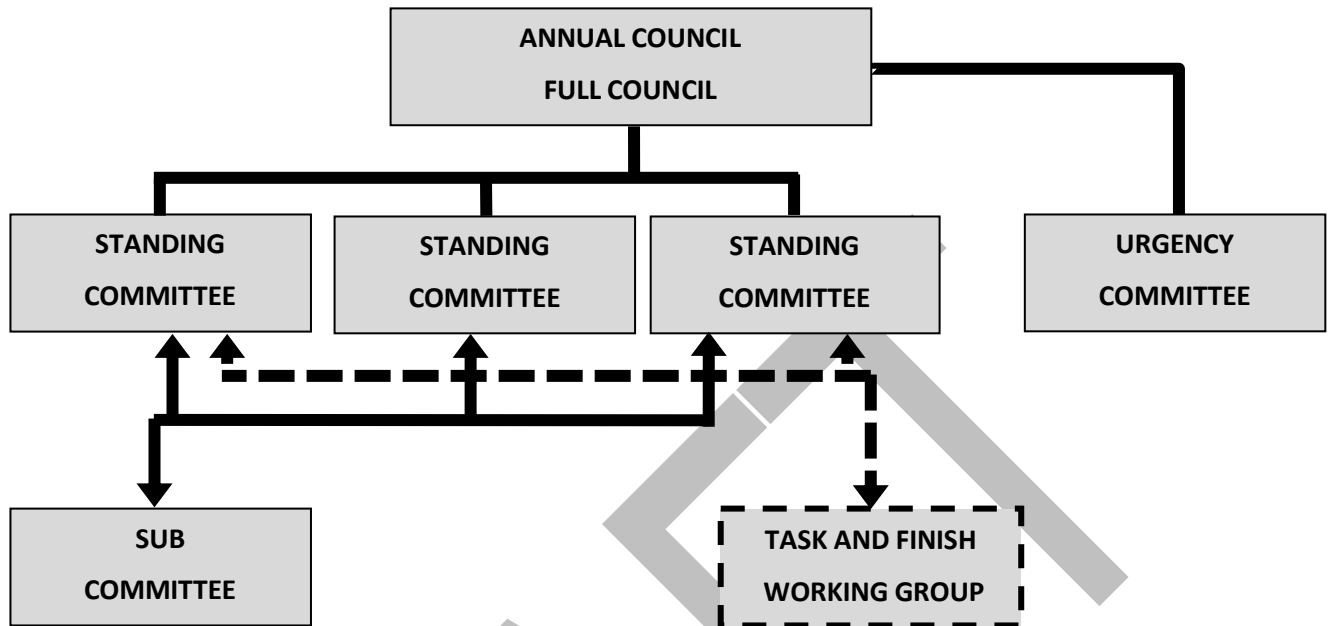 ANNUAL COUNCIL
FULL COUNCIL
STANDING
COMMITTEE
STANDING
COMMITTEE
STANDING
COMMITTEE
URGENCY
COMMITTEE
SUB
COMMITTEE
TASK AND FINISH
WORKING GROUP